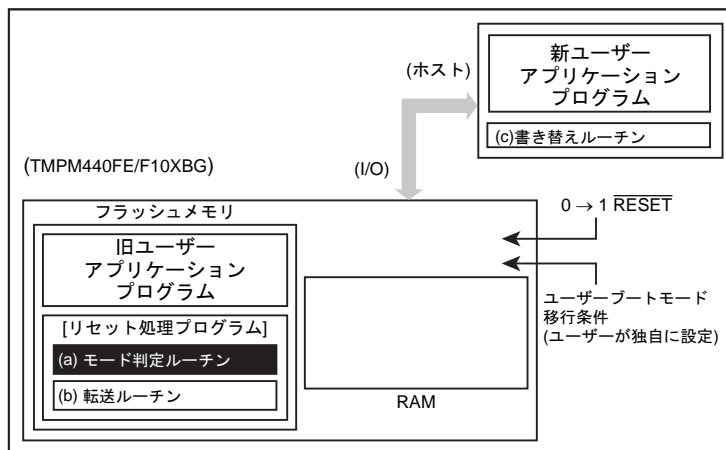 新ユーザー
アプリケーション
プログラム
(ホスト)
(c)書き替えルーチン
(TMPM440FE/F10XBG)
(I/O)
フラッシュメモリ
0 → 1 RESET
旧ユーザー
アプリケーション
プログラム
ユーザーブートモード
移行条件
(ユーザーが独自に設定)
[リセット処理プログラム]
(a) モード判定ルーチン
(b) 転送ルーチン
RAM